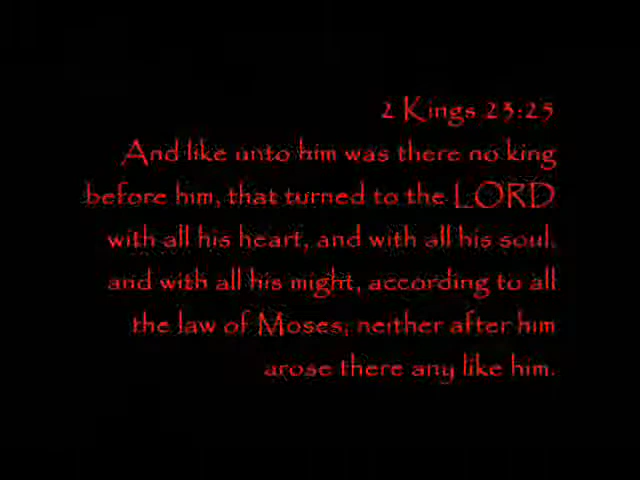 2 Kings 23:25
And like unto him was there no king
before him, that turned to the LORD
with all his heart, and with all his soul,
and with all his might, according to all
the law of Moses; neither after him
arose there any like him.